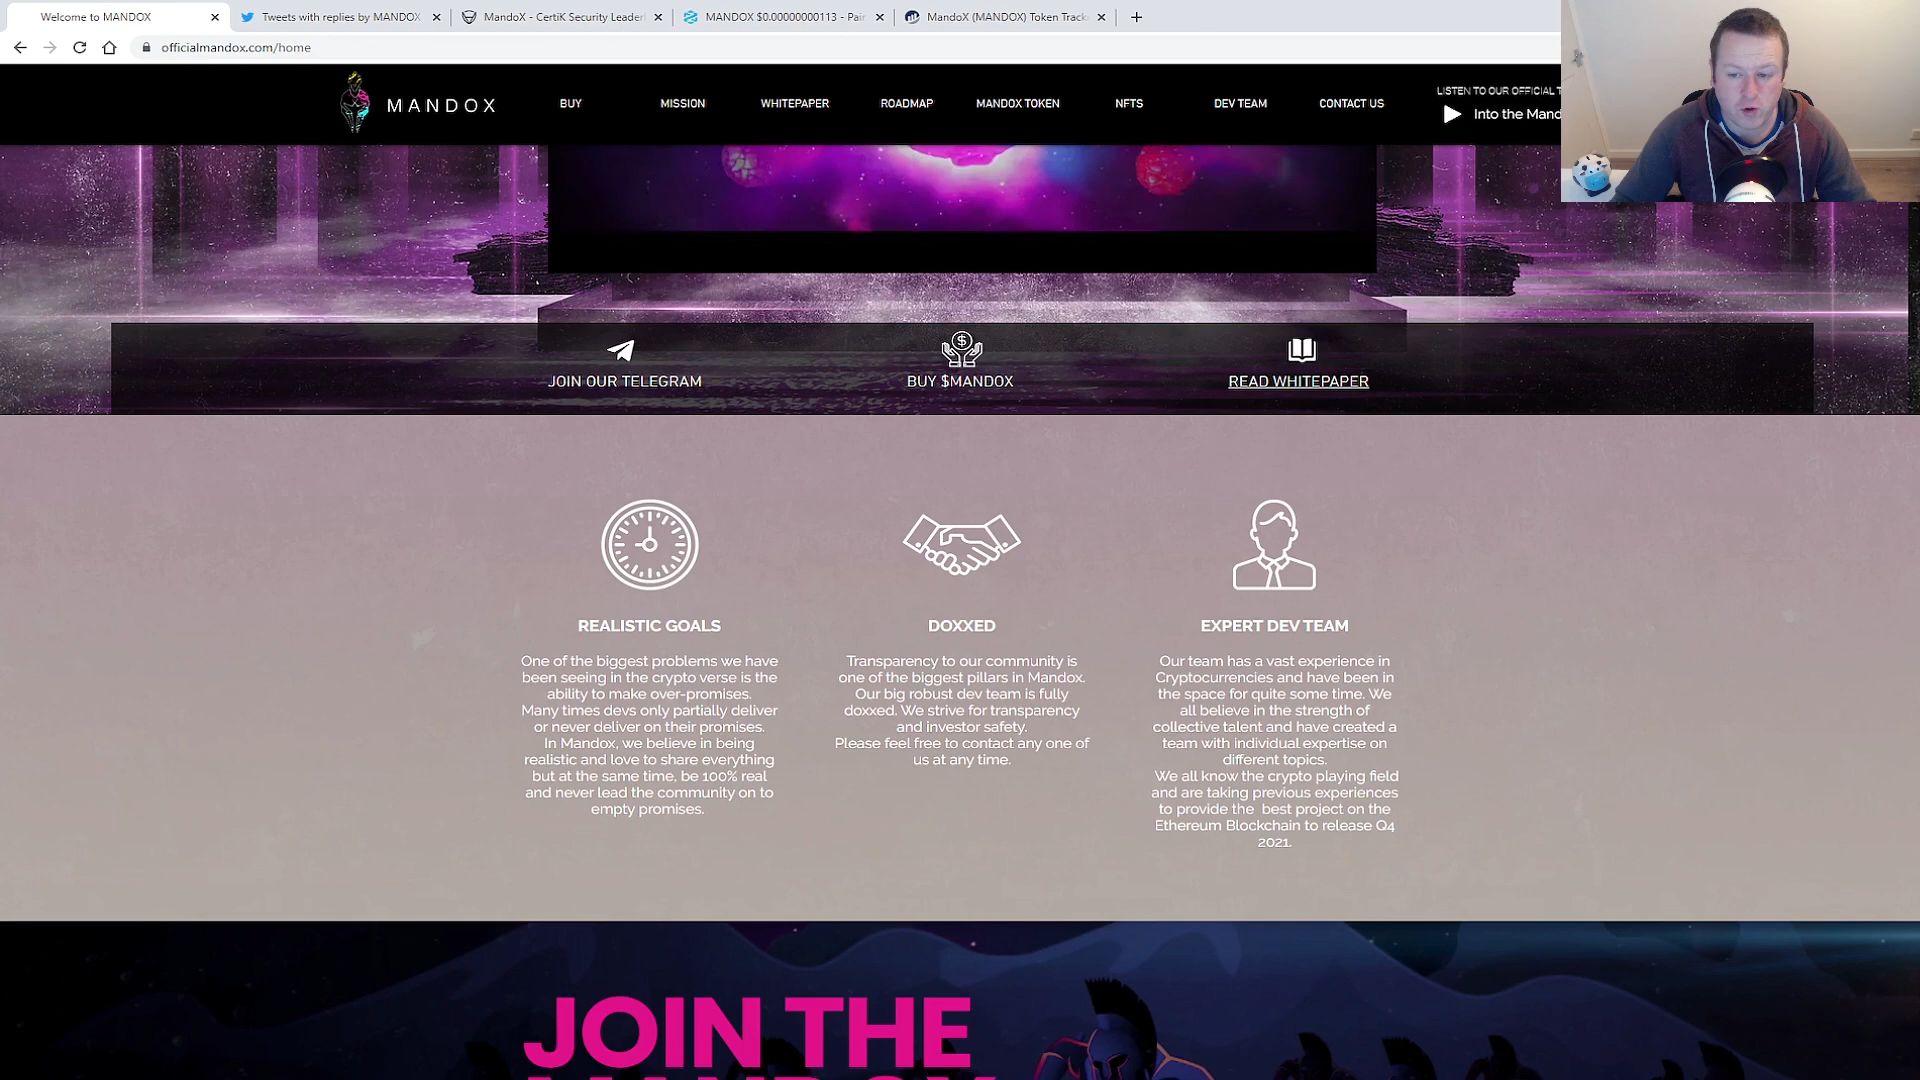 Welcome to MANDOX
Tweets with replies by MANDOX
MandoX - CertiK Security Leader
MANDOX $0.00000000113 - Pair
MandoX (MANDOX) Token Track
officialmandox.com/home
MANDOX
BUY
MISSION
WHITEPAPER
ROADMAP
MANDOX TOKEN
NFTS
DEV TEAM
CONTACT US
LISTEN TO OUR OFFICIAL T
Into the Mand
JOIN OUR TELEGRAM
BUY $MANDOX
READ WHITEPAPER
REALISTIC GOALS
One of the biggest problems we have
been seeing in the crypto verse is the
ability to make over-promises.
Many times devs only partially deliver
or never deliver on their promises.
In Mandox, we believe in being
realistic and love to share everything
but at the same time, be 100% real
and never lead the community on to
empty promises.
DOXXED
Transparency to our community is
one of the biggest pillars in Mandox.
Our big robust dev team is fully
doxxed. We strive for transparency
and investor safety.
Please feel free to contact any one of
us at any time.
EXPERT DEV TEAM
Our team has a vast experience in
Cryptocurrencies and have been in
the space for quite some time. We
all believe in the strength of
collective talent and have created a
team with individual expertise on
different topics.
We all know the crypto playing field
and are taking previous experiences
to provide the best project on the
Ethereum Blockchain to release Q4
2021.
JOIN THE